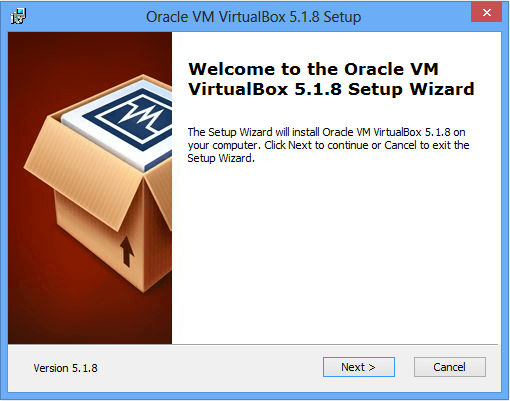 Oracle VM VirtualBox 5.1.8 Setup
Welcome to the Oracle VM
VirtualBox 5.1.8 Setup Wizard
The Setup Wizard will install Oracle VM VirtualBox 5.1.8 on
your computer. Click Next to continue or Cancel to exit the
Setup Wizard.
Version 5.1.8
Next >
Cancel